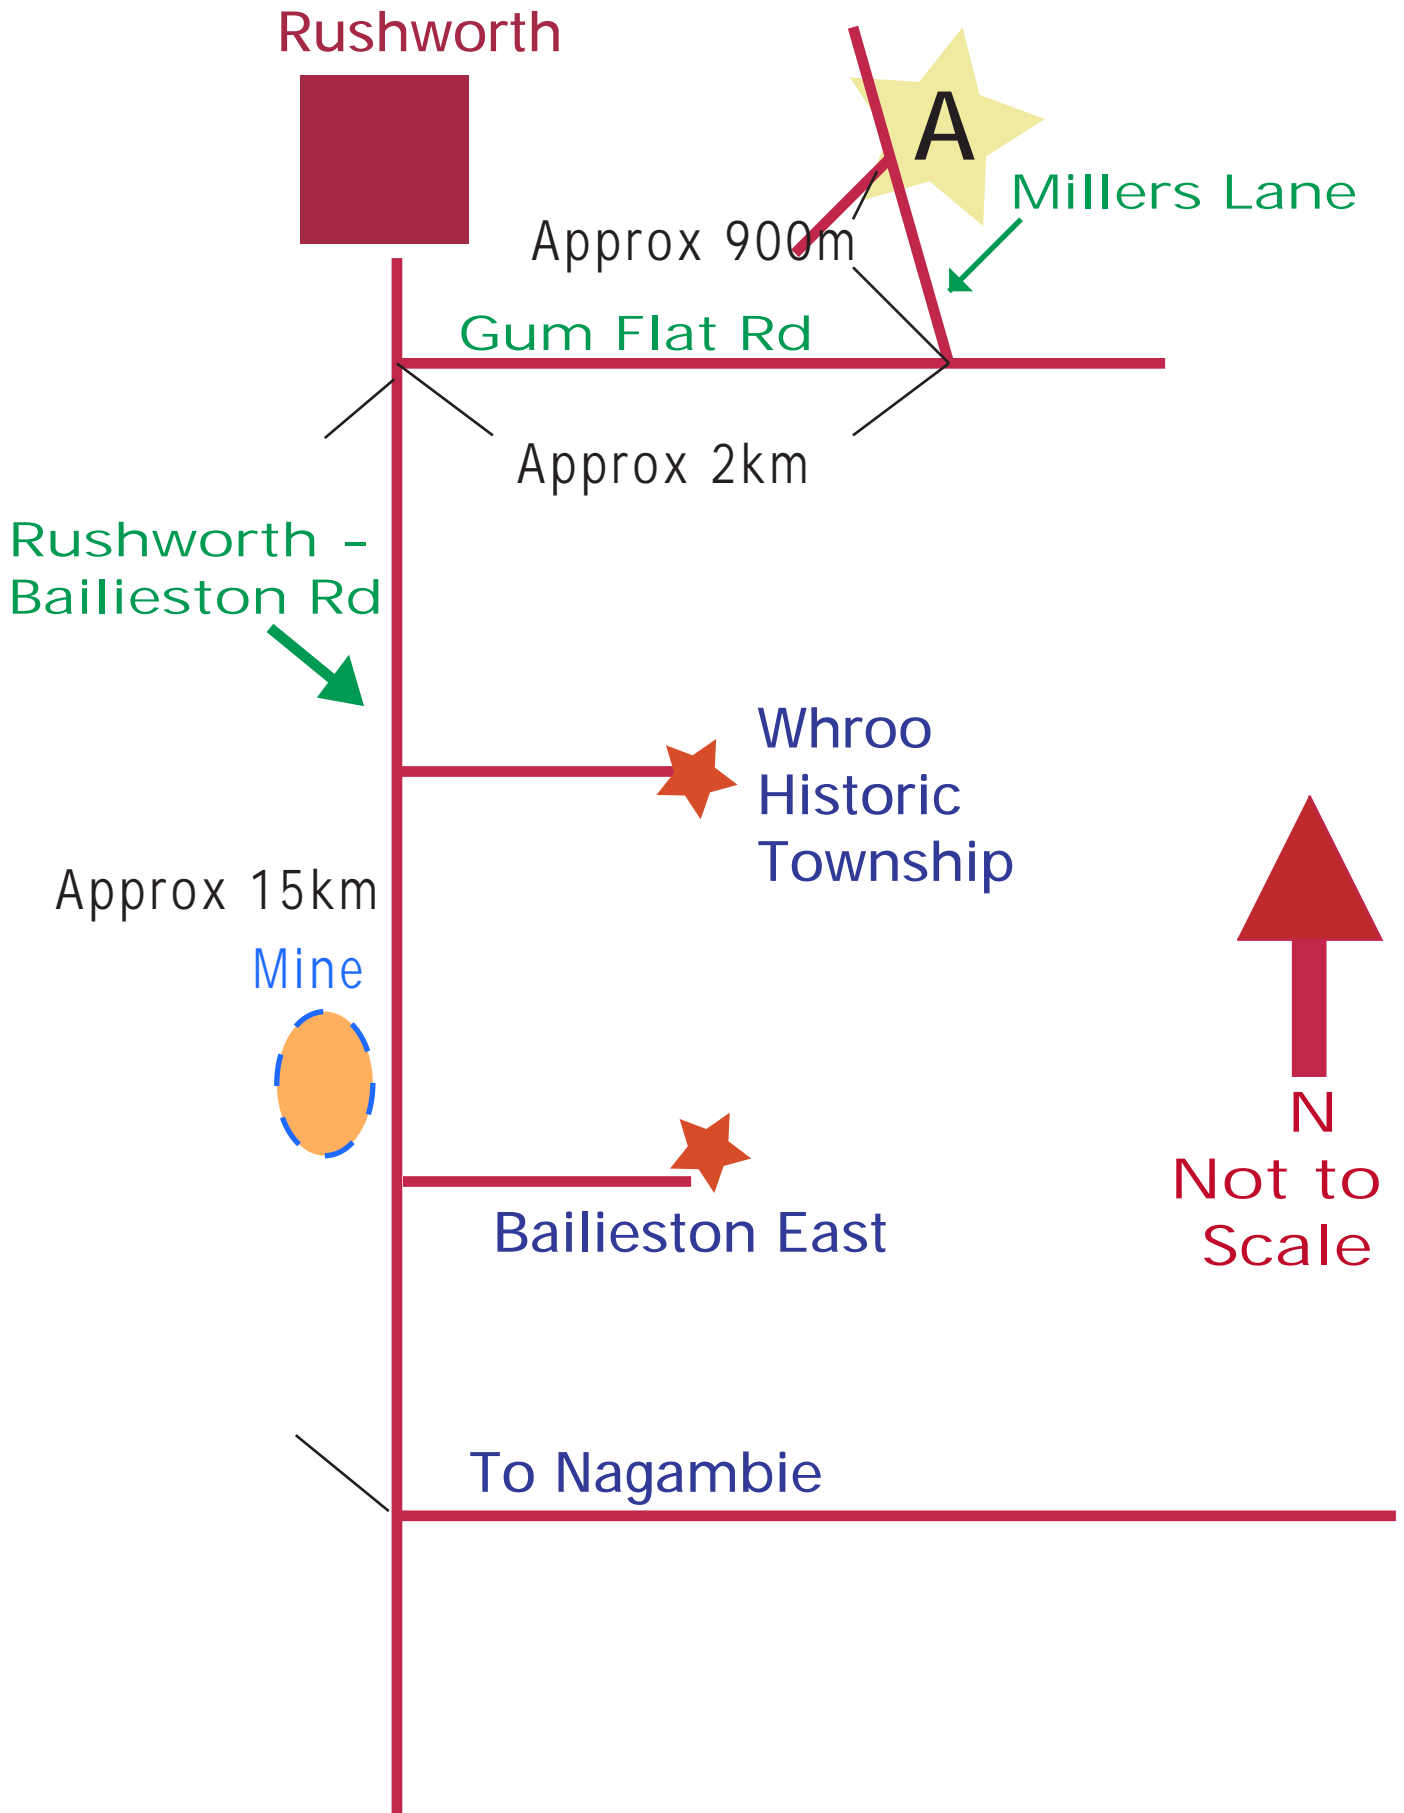 Rushworth
A
Millers Lane
Approx 900m
Gum Flat Rd
Approx 2km
Rushworth -
Bailieston Rd
Whroo
Historic
Township
Approx 15km
Mine
N
Not to
Scale
Bailieston East
To Nagambie